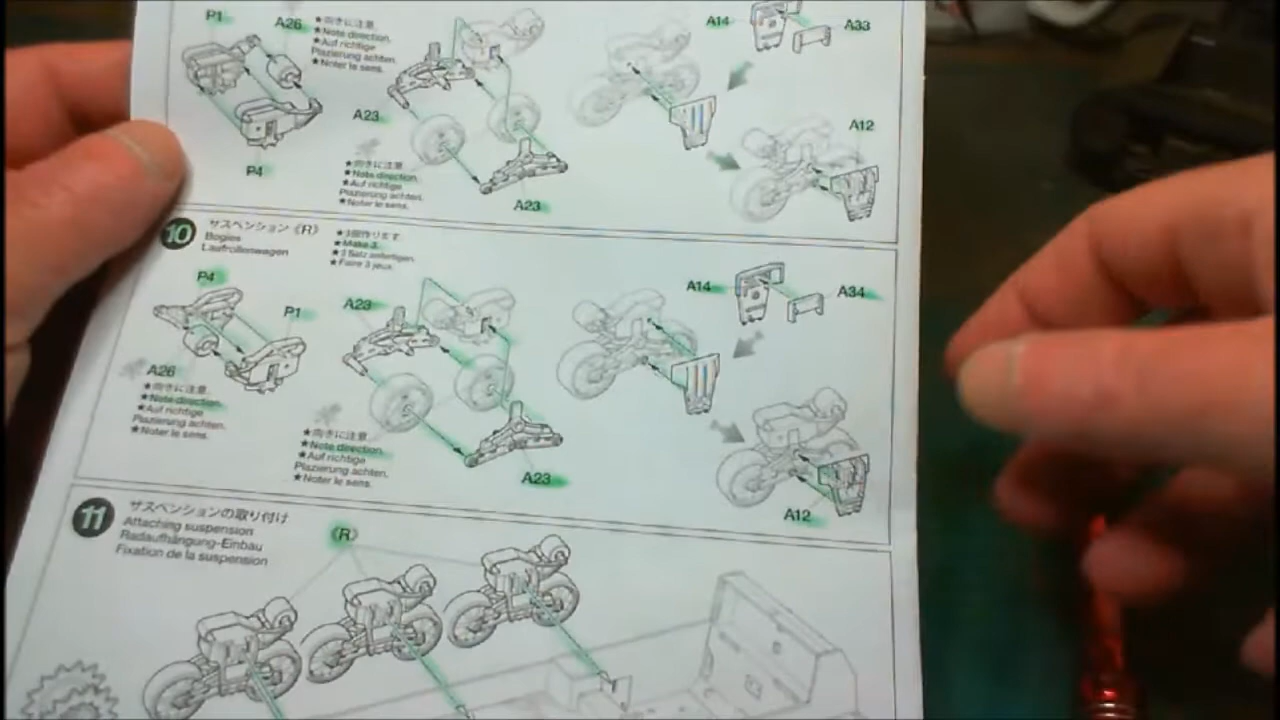 P1
A26
★向きに注意
★Note direction.
★Auf richtige
Plazierung achten.
★Noter le sens.
A14
A33
A23
A12
P4
★向きに注意
★Note direction.
★Auf richtige
Plazierung achten.
★Noter le sens.
A23
10
サスペンション《R》
Bogies
Laufrollenwagen
★3個作ります
★Make 3.
★3 Satz anfertigen.
★Faire 3 jeux.
P4
P1
A23
A14
A34
A26
★向きに注意
★Note direction.
★Auf richtige
Plazierung achten.
★Noter le sens.
★向きに注意
★Note direction.
★Auf richtige
Plazierung achten.
★Noter le sens.
A23
A12
11
サスペンションの取り付け
Attaching suspension
Radaufhängung-Einbau
Fixation de la suspension
《R》